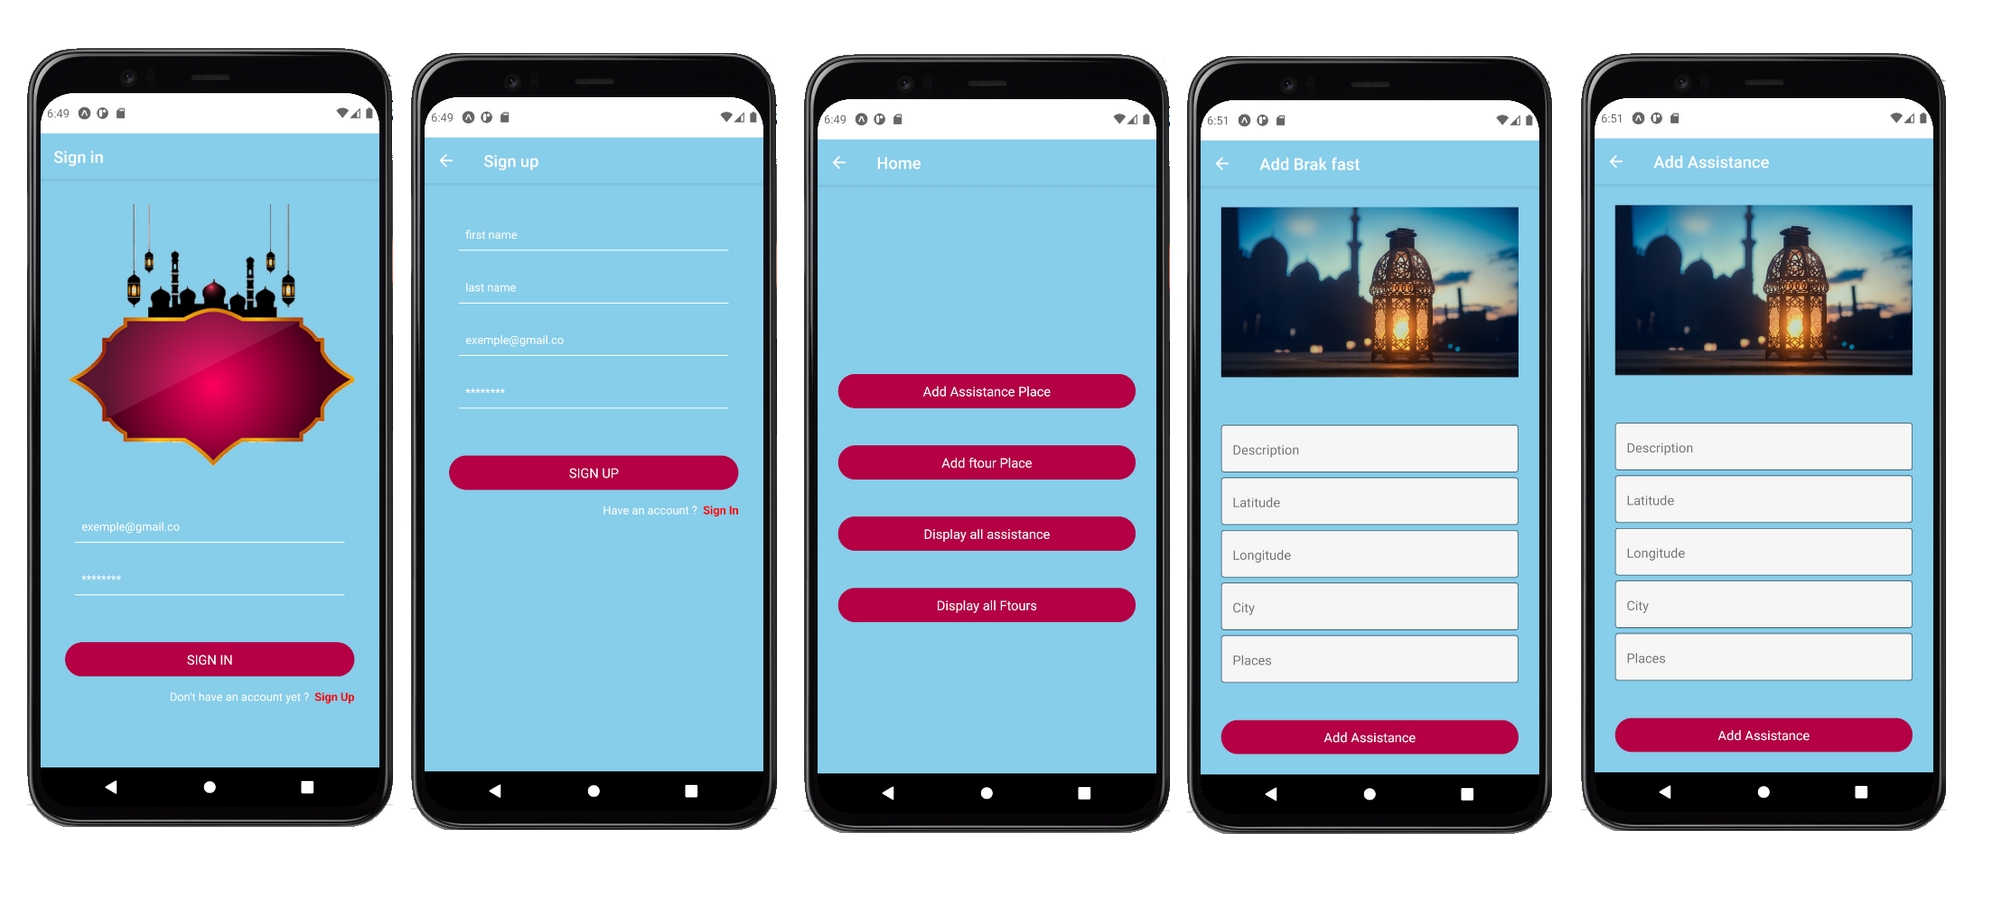 6:49
Sign in
exemple@gmail.co
********
SIGN IN
Don't have an account yet ? Sign Up
6:49
Sign up
first name
last name
exemple@gmail.co
********
SIGN UP
Have an account ? Sign In
6:49
Home
Add Assistance Place
Add ftour Place
Display all assistance
Display all Ftours
6:51
Add Brak fast
Description
Latitude
Longitude
City
Places
Add Assistance
6:51
Add Assistance
Description
Latitude
Longitude
City
Places
Add Assistance